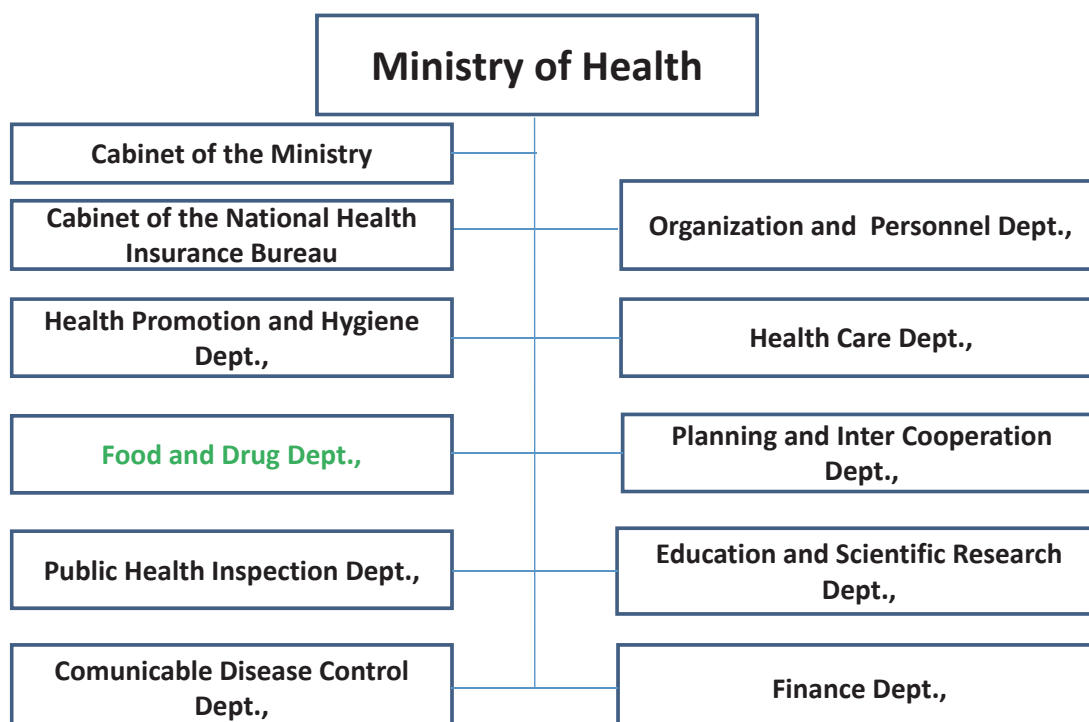 Ministry of Health
Cabinet of the Ministry
Cabinet of the National Health
Insurance Bureau
Organization and Personnel Dept.,
Health Promotion and Hygiene
Dept.,
Health Care Dept.,
Food and Drug Dept.,
Planning and Inter Cooperation
Dept.,
Public Health Inspection Dept.,
Education and Scientific Research
Dept.,
Comunicable Disease Control
Dept.,
Finance Dept.,